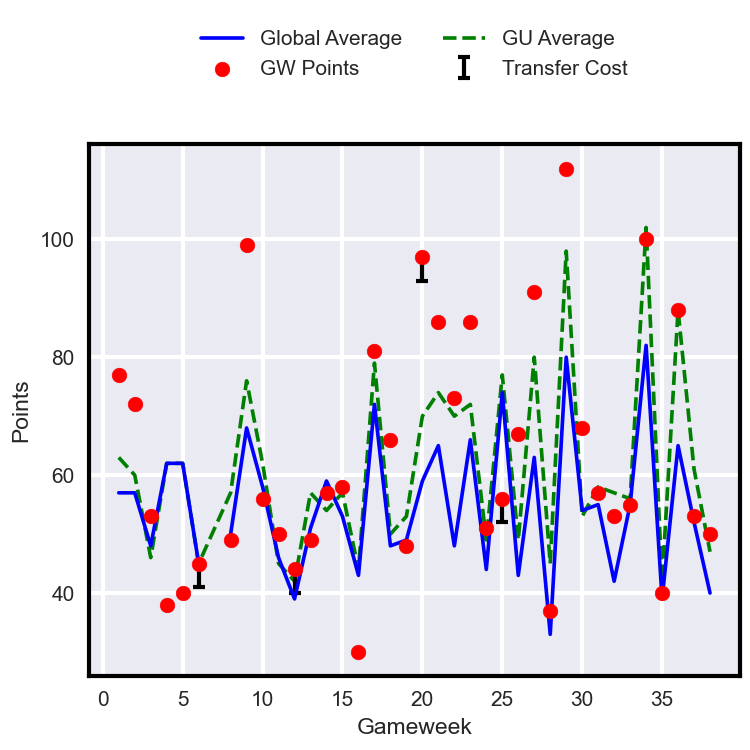 Global Average
GU Average
GW Points
Transfer Cost
100
80
60
40
Points
0 5 10 15 20 25 30 35
Gameweek